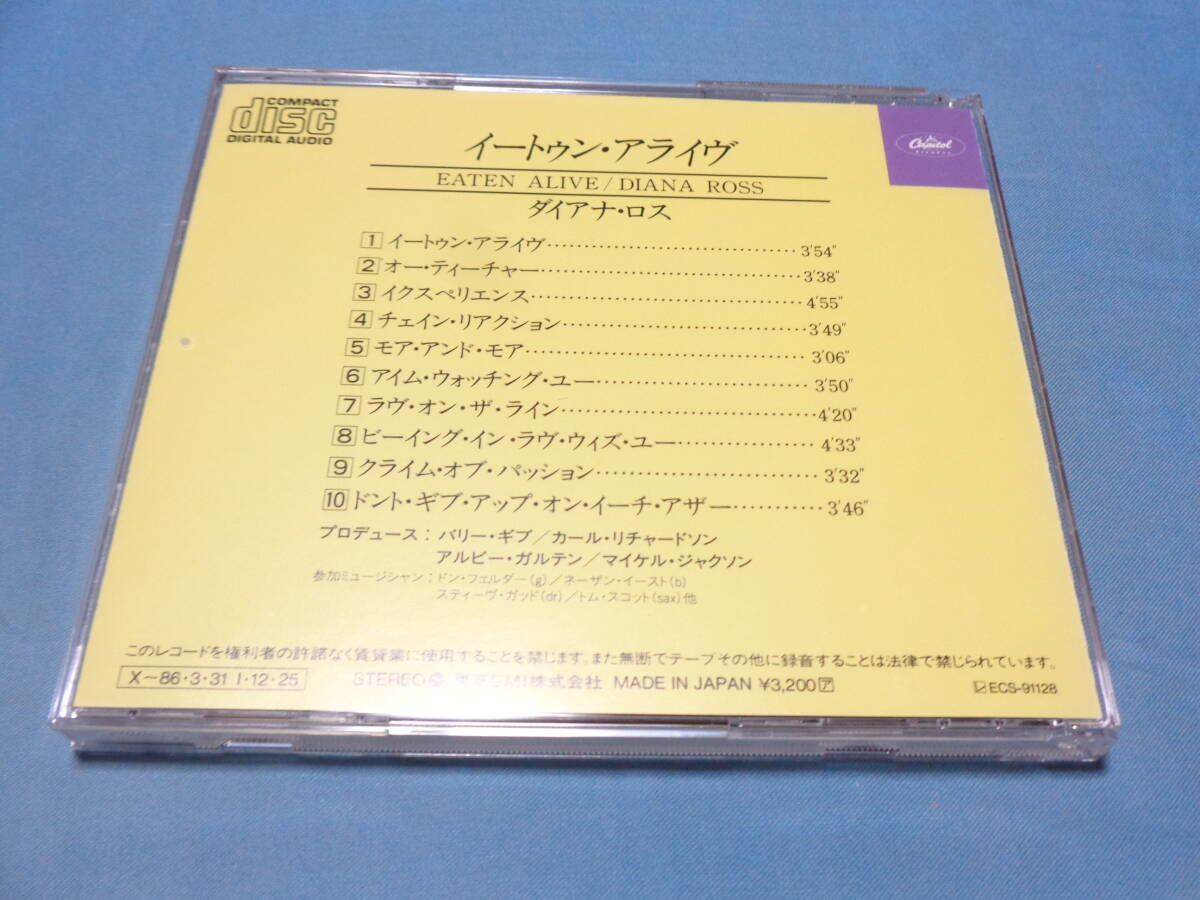 COMPACT
disc
DIGITAL AUDIO
Capitol
RECORDS
イートゥン・アライヴ
EATEN ALIVE/DIANA ROSS
ダイアナ・ロス
1 イートゥン・アライヴ 3'54"
2 オー・ティーチャー 3'38"
3 イクスペリエンス 4'55"
4 チェイン・リアクション 3'49"
5 モア・アンド・モア 3'06"
6 アイム・ウォッチング・ユー 3'50"
7 ラヴ・オン・ザ・ライン 4'20"
8 ビーイング・イン・ラヴ・ウィズ・ユー 4'33"
9 クライム・オブ・パッション 3'32"
10 ドント・ギブ・アップ・オン・イーチ・アザー 3'46"
プロデュース：バリー・ギブ／カール・リチャードソン
アルビー・ガルテン／マイケル・ジャクソン
参加ミュージシャン：ドン・フェルダー(g)／ネーザン・イースト(b)
スティーヴ・ガッド(dr)／トム・スコット(sax)他
このレコードを権利者の許諾なく賃貸業に使用することを禁じます。また無断でテープその他に録音することは法律で禁じられています。
X〜86・3・31 I・12・25 STEREO 東芝EMI株式会社 MADE IN JAPAN ¥3,200 ECS-91128